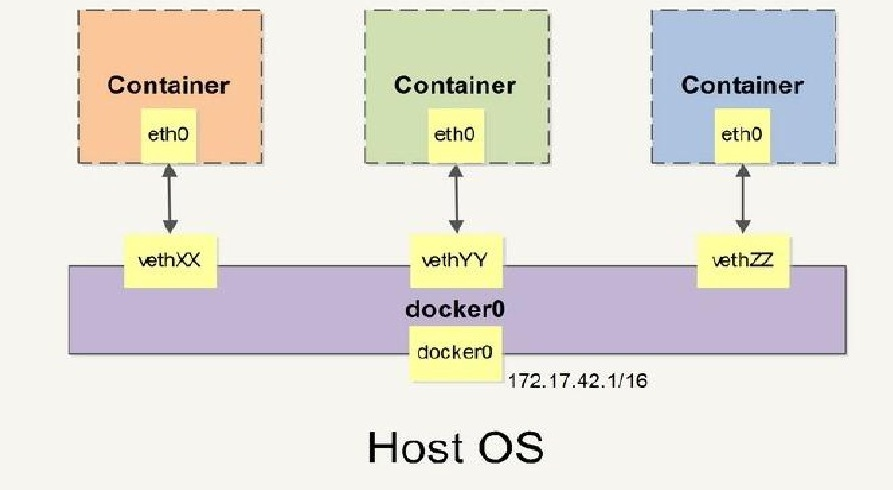 Container
Container
Container
eth0
eth0
eth0
vethXX
vethYY
vethZZ
docker0
docker0
172.17.42.1/16
Host OS